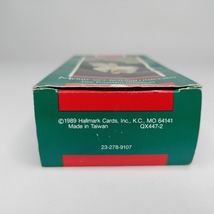 ©1989 Hallmark Cards, Inc., K.C., MO 64141
Made in Taiwan QX447-2
23-278-9107